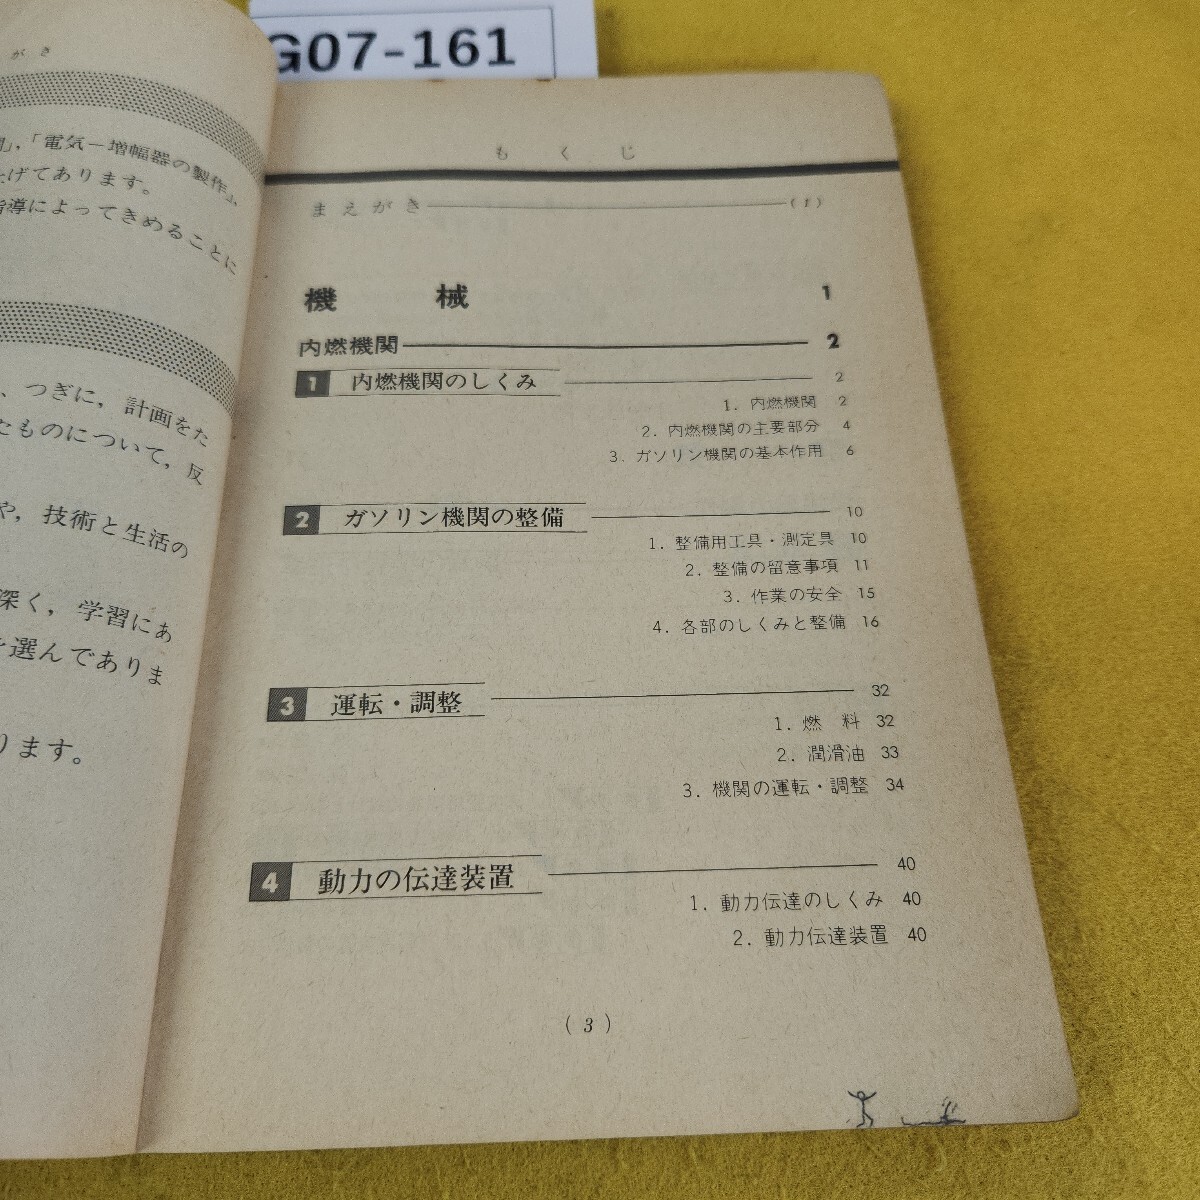 G07-161
がき
」,「電気－増幅器の製作」,
げてあります。
指導によってきめることに
、つぎに，計画をた
たものについて，反
や，技術と生活の
深く，学習にあ
を選んでありま
ります。
もくじ
まえがき (1)
機械 1
内燃機関 2
1 内燃機関のしくみ 2
1. 内燃機関 2
2. 内燃機関の主要部分 4
3. ガソリン機関の基本作用 6
2 ガソリン機関の整備 10
1. 整備用工具・測定具 10
2. 整備の留意事項 11
3. 作業の安全 15
4. 各部のしくみと整備 16
3 運転・調整 32
1. 燃料 32
2. 潤滑油 33
3. 機関の運転・調整 34
4 動力の伝達装置 40
1. 動力伝達のしくみ 40
2. 動力伝達装置 40
(3)